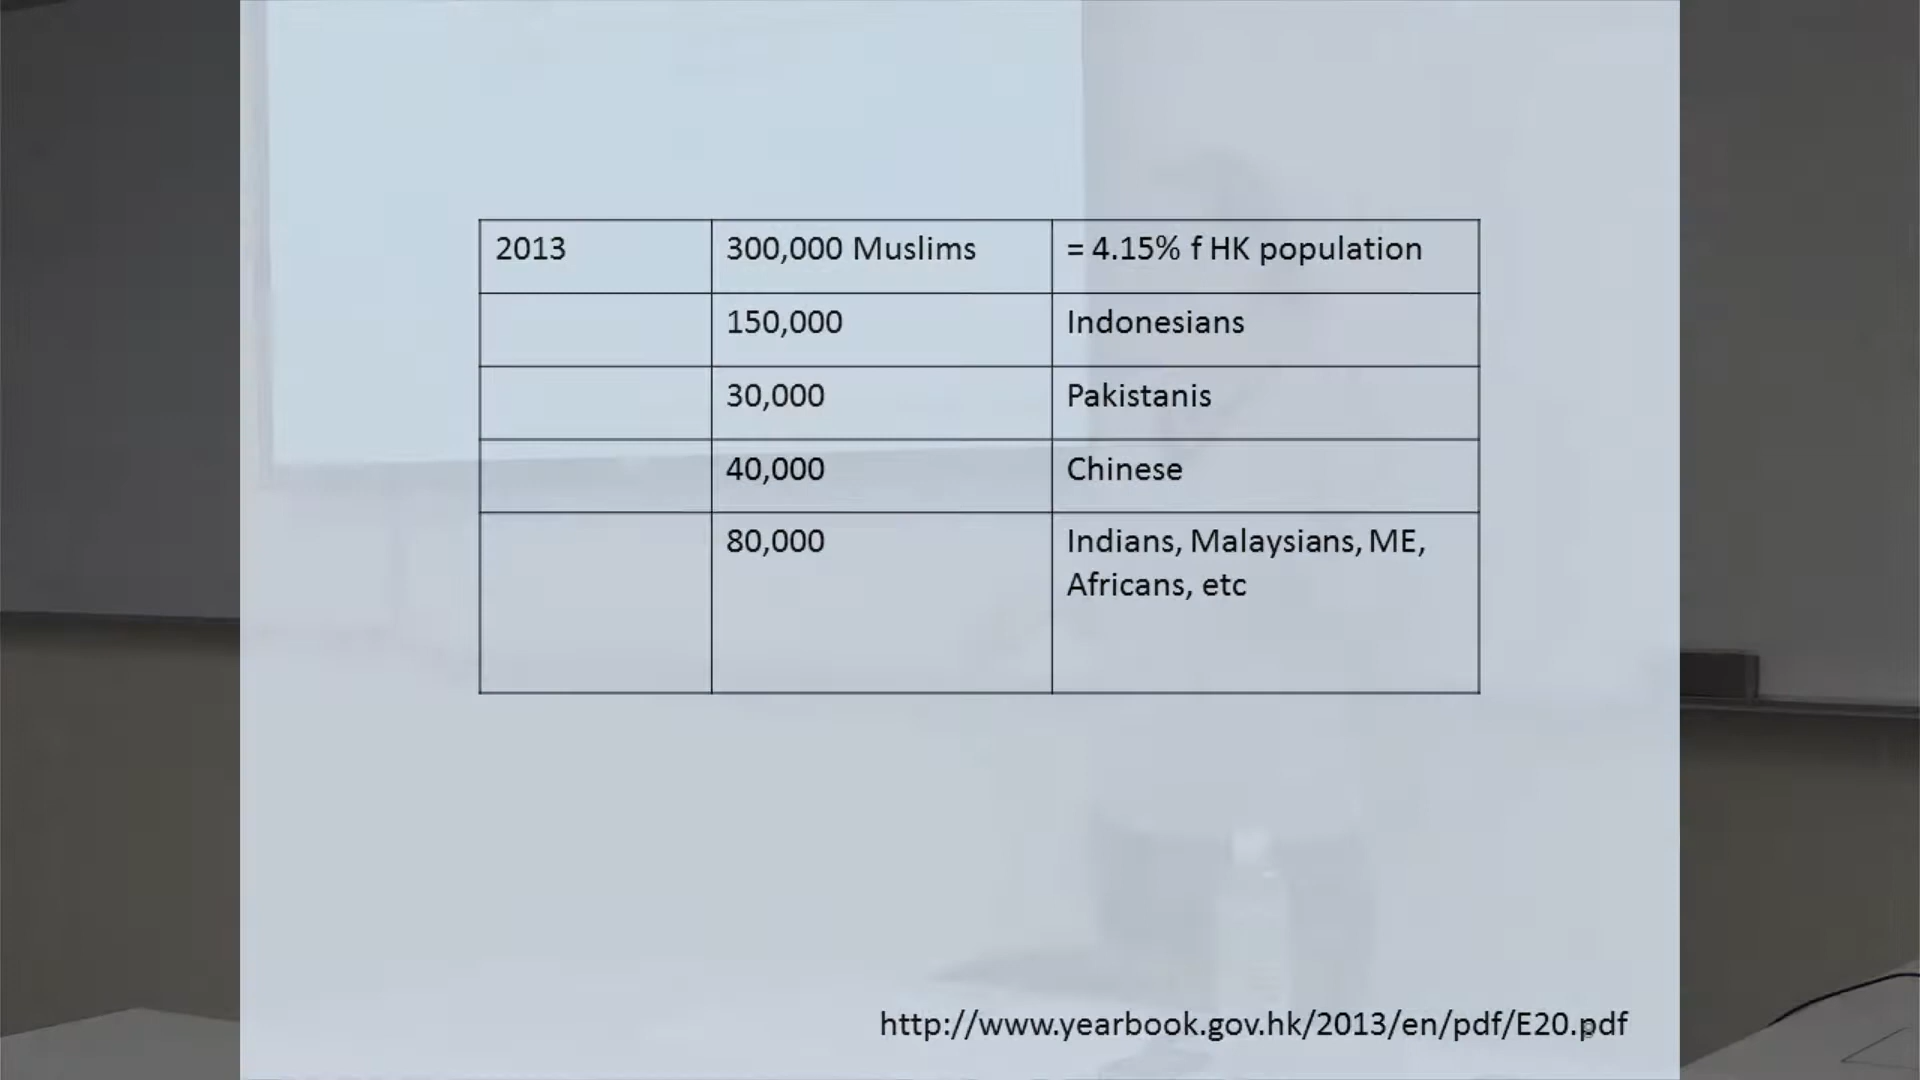 2013 300,000 Muslims = 4.15% f HK population
150,000 Indonesians
30,000 Pakistanis
40,000 Chinese
80,000 Indians, Malaysians, ME,
Africans, etc
http://www.yearbook.gov.hk/2013/en/pdf/E20.pdf